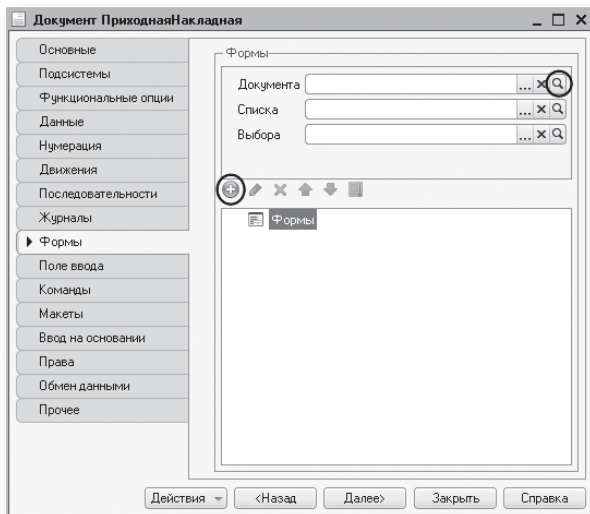 Документ ПриходнаяНакладная
Основные
Подсистемы
Функциональные опции
Данные
Нумерация
Движения
Последовательности
Журналы
Формы
Поле ввода
Команды
Макеты
Ввод на основании
Права
Обмен данными
Прочее
Формы
Документа
Списка
Выбора
Формы
Действия
<Назад
Далее>
Закрыть
Справка